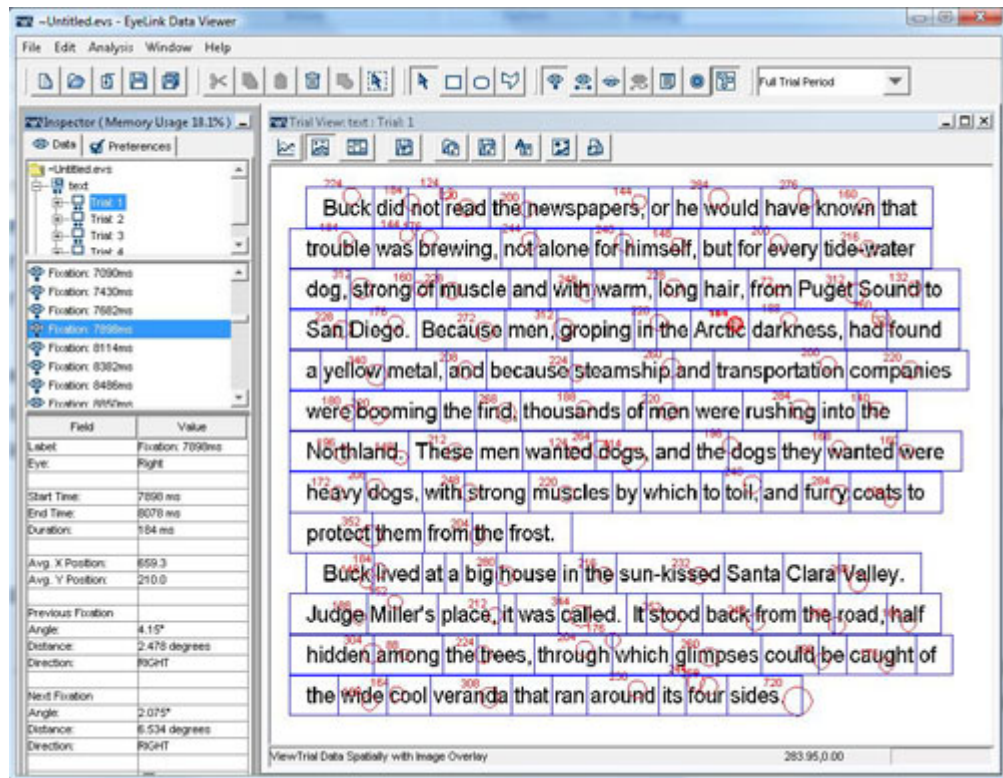 ~Untitled.evs - EyeLink Data Viewer
File Edit Analysis Window Help
Full Trial Period
Inspector ( Memory Usage 18.1% )
Data Preferences
~Untitled.evs
text
Trial: 1
Trial: 2
Trial: 3
Trial: 4
Fixation: 7090ms
Fixation: 7430ms
Fixation: 7682ms
Fixation: 7898ms
Fixation: 8114ms
Fixation: 8382ms
Fixation: 8486ms
Fixation: 8850ms
Field Value
Label: Fixation: 7898ms
Eye: Right
Start Time: 7898 ms
End Time: 8078 ms
Duration: 184 ms
Avg. X Position: 659.3
Avg. Y Position: 210.0
Previous Fixation
Angle: 4.15°
Distance: 2.478 degrees
Direction: RIGHT
Next Fixation
Angle: 2.075°
Distance: 6.534 degrees
Direction: RIGHT
Trial View: text : Trial: 1
Buck did not read the newspapers, or he would have known that
trouble was brewing, not alone for himself, but for every tide-water
dog, strong of muscle and with warm, long hair, from Puget Sound to
San Diego. Because men, groping in the Arctic darkness, had found
a yellow metal, and because steamship and transportation companies
were booming the find, thousands of men were rushing into the
Northland. These men wanted dogs, and the dogs they wanted were
heavy dogs, with strong muscles by which to toil, and furry coats to
protect them from the frost.
Buck lived at a big house in the sun-kissed Santa Clara Valley.
Judge Miller's place, it was called. It stood back from the road, half
hidden among the trees, through which glimpses could be caught of
the wide cool veranda that ran around its four sides.
View Trial Data Spatially with Image Overlay
283.95,0.00